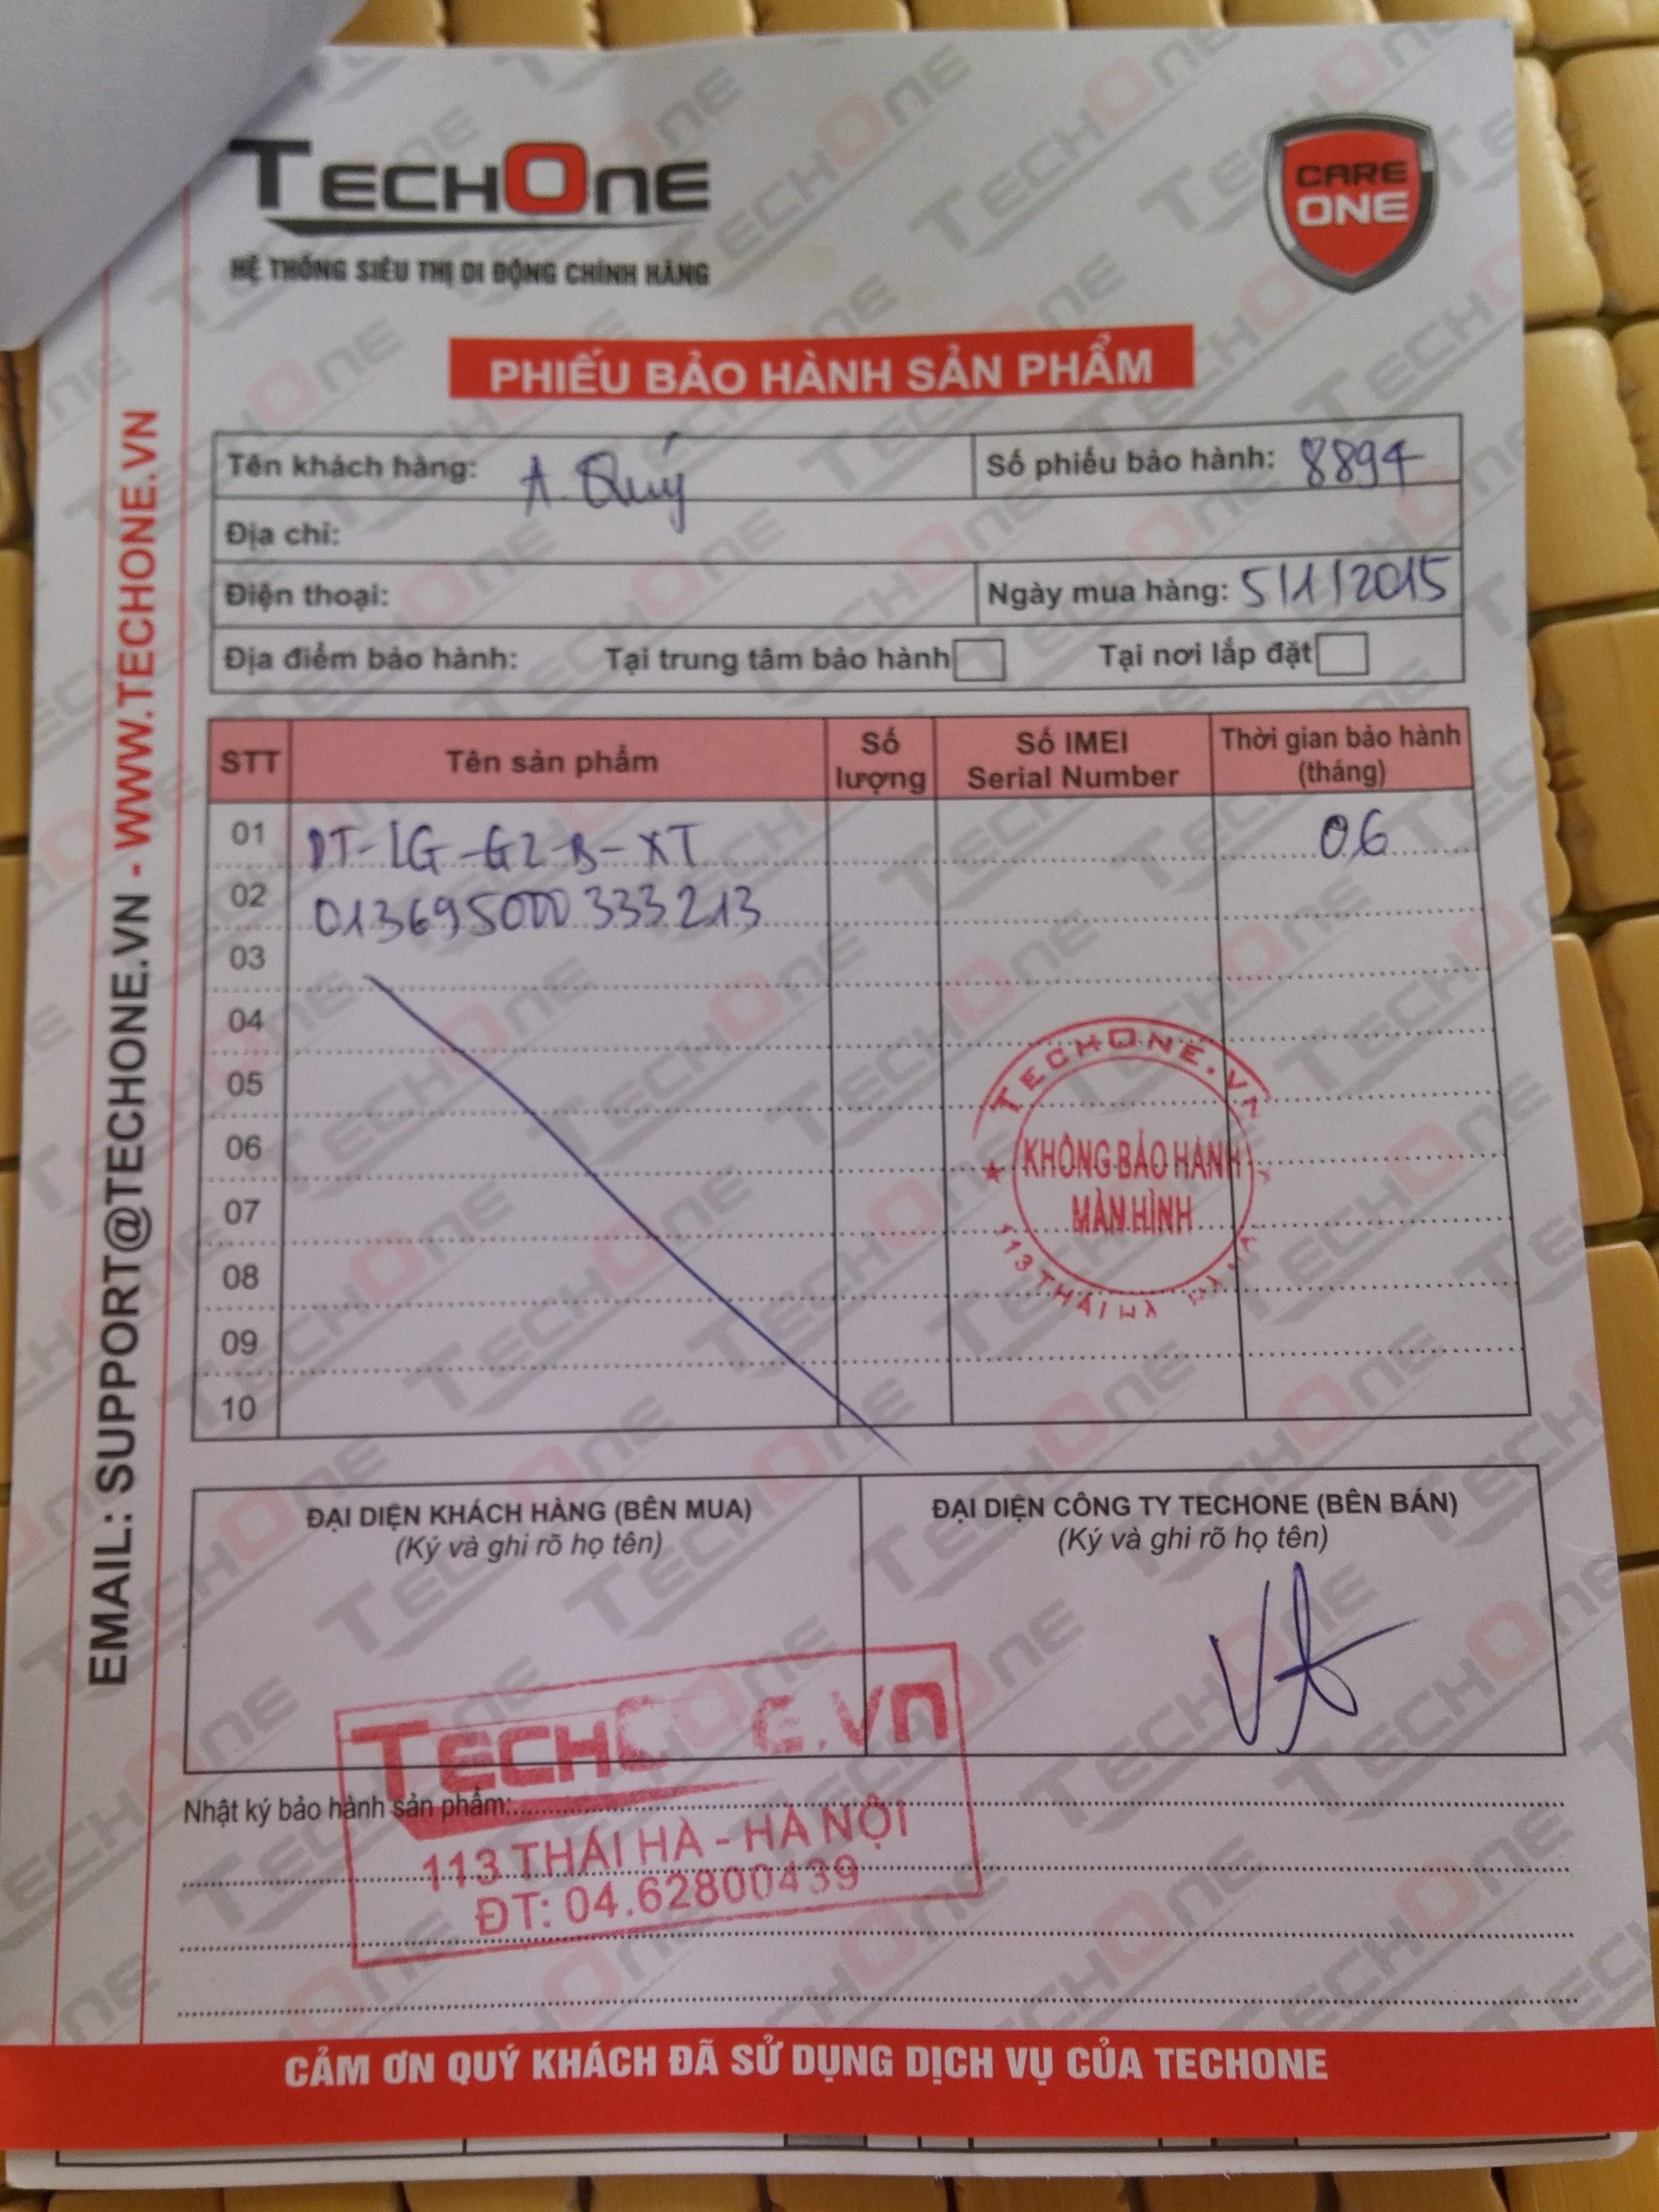 TECHONE
HỆ THỐNG SIÊU THỊ DI ĐỘNG CHÍNH HÃNG
CARE
ONE
PHIẾU BẢO HÀNH SẢN PHẨM
Tên khách hàng: A. Quý Số phiếu bảo hành: 8894
Địa chỉ:
Điện thoại: Ngày mua hàng: 5/1/2015
Địa điểm bảo hành: Tại trung tâm bảo hành Tại nơi lắp đặt
STT Tên sản phẩm Số lượng Số IMEI Serial Number Thời gian bảo hành (tháng)
01 ĐT-LG-G2-B-XT 06
02 013695000333213
03
04
05
06
07
08
09
10
TECHONE.VN
KHÔNG BẢO HÀNH
MÀN HÌNH
113 THÁI HÀ
ĐẠI DIỆN KHÁCH HÀNG (BÊN MUA) ĐẠI DIỆN CÔNG TY TECHONE (BÊN BÁN)
(Ký và ghi rõ họ tên) (Ký và ghi rõ họ tên)
TECHONE.VN
Nhật ký bảo hành sản phẩm:
113 THÁI HÀ - HÀ NỘI
ĐT: 04.62800439
CẢM ƠN QUÝ KHÁCH ĐÃ SỬ DỤNG DỊCH VỤ CỦA TECHONE
EMAIL: SUPPORT@TECHONE.VN - WWW.TECHONE.VN